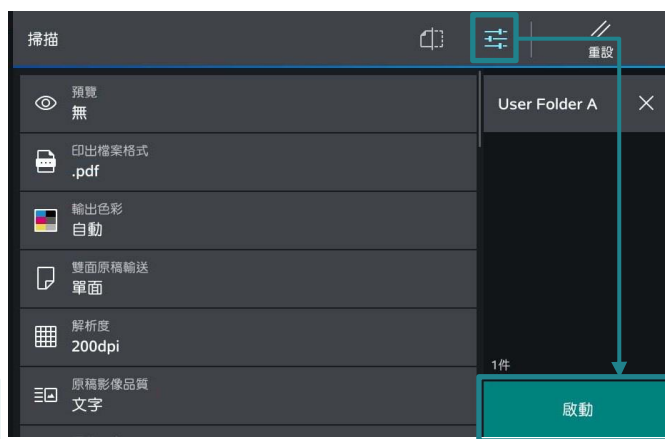 掃描
重設
預覽
無
印出檔案格式
.pdf
輸出色彩
自動
雙面原稿輸送
單面
解析度
200dpi
原稿影像品質
文字
User Folder A
1件
啟動